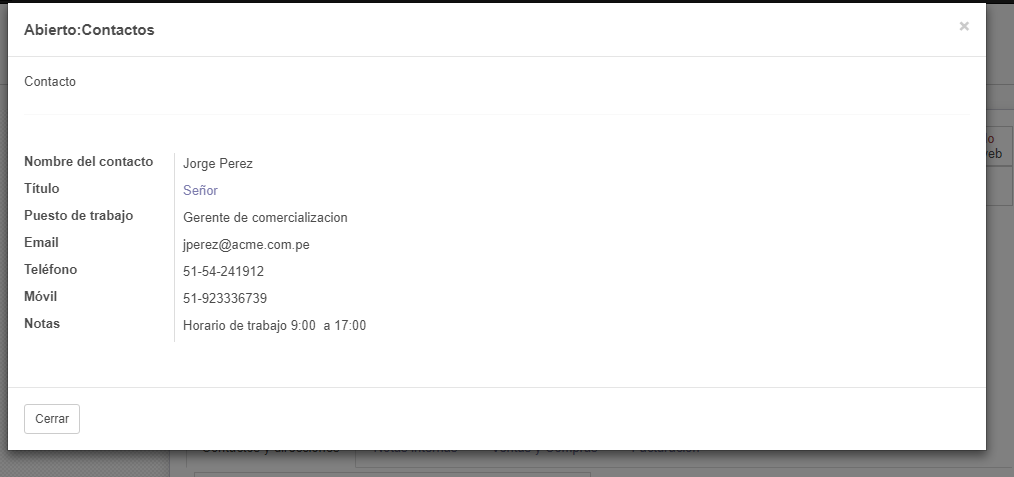 Abierto:Contactos
×
Contacto
Nombre del contacto Jorge Perez
Título Señor
Puesto de trabajo Gerente de comercializacion
Email jperez@acme.com.pe
Teléfono 51-54-241912
Móvil 51-923336739
Notas Horario de trabajo 9:00  a 17:00
Cerrar